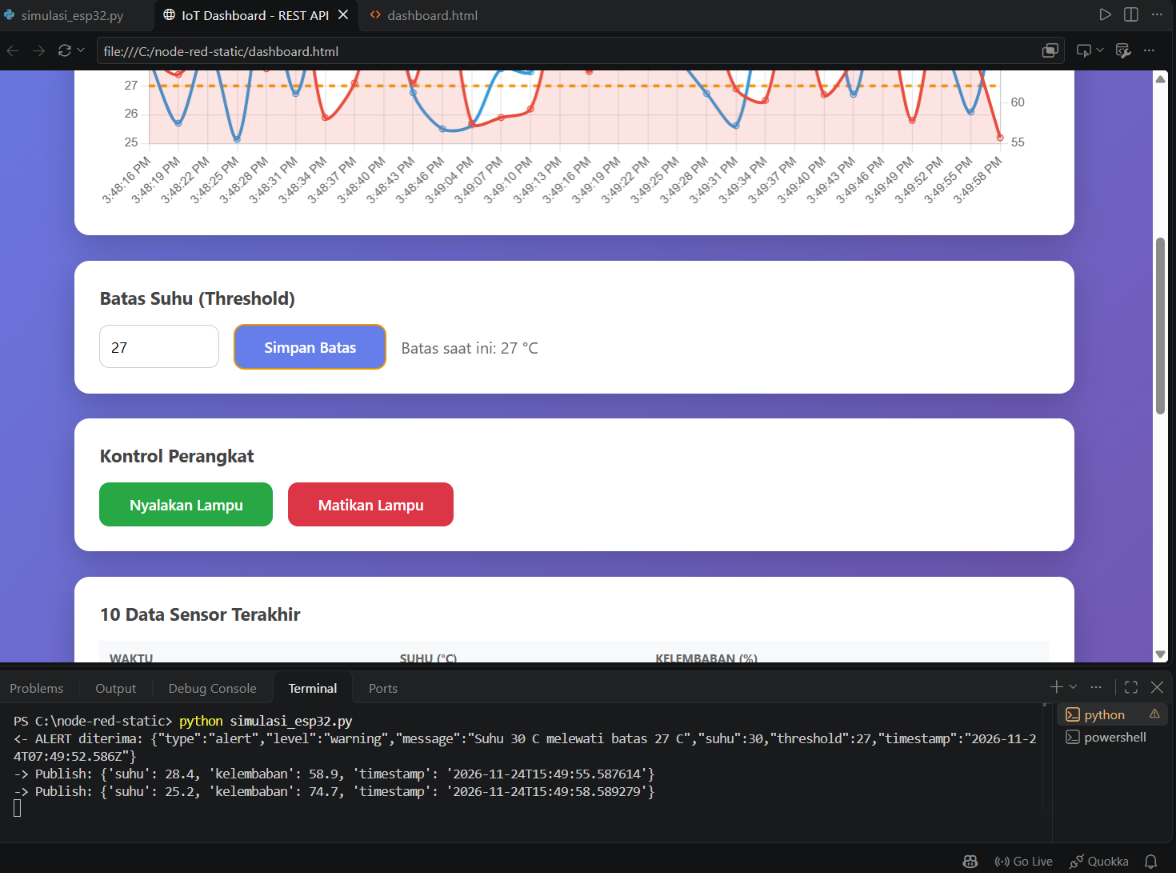 simulasi_esp32.py
IoT Dashboard - REST API
dashboard.html
file:///C:/node-red-static/dashboard.html
27
26
25
60
55
3:48:16 PM
3:48:19 PM
3:48:22 PM
3:48:25 PM
3:48:28 PM
3:48:31 PM
3:48:34 PM
3:48:37 PM
3:48:40 PM
3:48:43 PM
3:48:46 PM
3:49:04 PM
3:49:07 PM
3:49:10 PM
3:49:13 PM
3:49:16 PM
3:49:19 PM
3:49:22 PM
3:49:25 PM
3:49:28 PM
3:49:31 PM
3:49:34 PM
3:49:37 PM
3:49:40 PM
3:49:43 PM
3:49:46 PM
3:49:49 PM
3:49:52 PM
3:49:55 PM
3:49:58 PM
Batas Suhu (Threshold)
27
Simpan Batas
Batas saat ini: 27 °C
Kontrol Perangkat
Nyalakan Lampu
Matikan Lampu
10 Data Sensor Terakhir
WAKTU SUHU (°C) KELEMBABAN (%)
Problems Output Debug Console Terminal Ports
PS C:\node-red-static> python simulasi_esp32.py
<- ALERT diterima: {"type":"alert","level":"warning","message":"Suhu 30 C melewati batas 27 C","suhu":30,"threshold":27,"timestamp":"2026-11-2
4T07:49:52.586Z"}
-> Publish: {'suhu': 28.4, 'kelembaban': 58.9, 'timestamp': '2026-11-24T15:49:55.587614'}
-> Publish: {'suhu': 25.2, 'kelembaban': 74.7, 'timestamp': '2026-11-24T15:49:58.589279'}
python
powershell
Go Live
Quokka